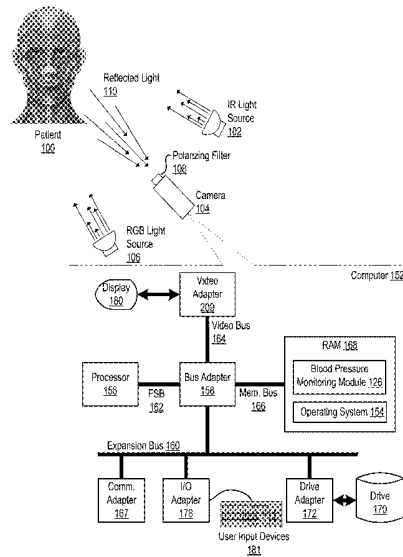 Reflected Light
110
IR Light
Source
102
Patient
100
Polarizing Filter
108
Camera
104
RGB Light
Source
106
Computer 152
Display
180
Video
Adapter
209
Video Bus
164
RAM 168
Blood Pressure
Monitoring Module 126
Operating System 154
Processor
156
FSB
162
Bus Adapter
158
Mem. Bus
166
Expansion Bus 160
Comm.
Adapter
167
I/O
Adapter
178
User Input Devices
181
Drive
Adapter
172
Drive
170